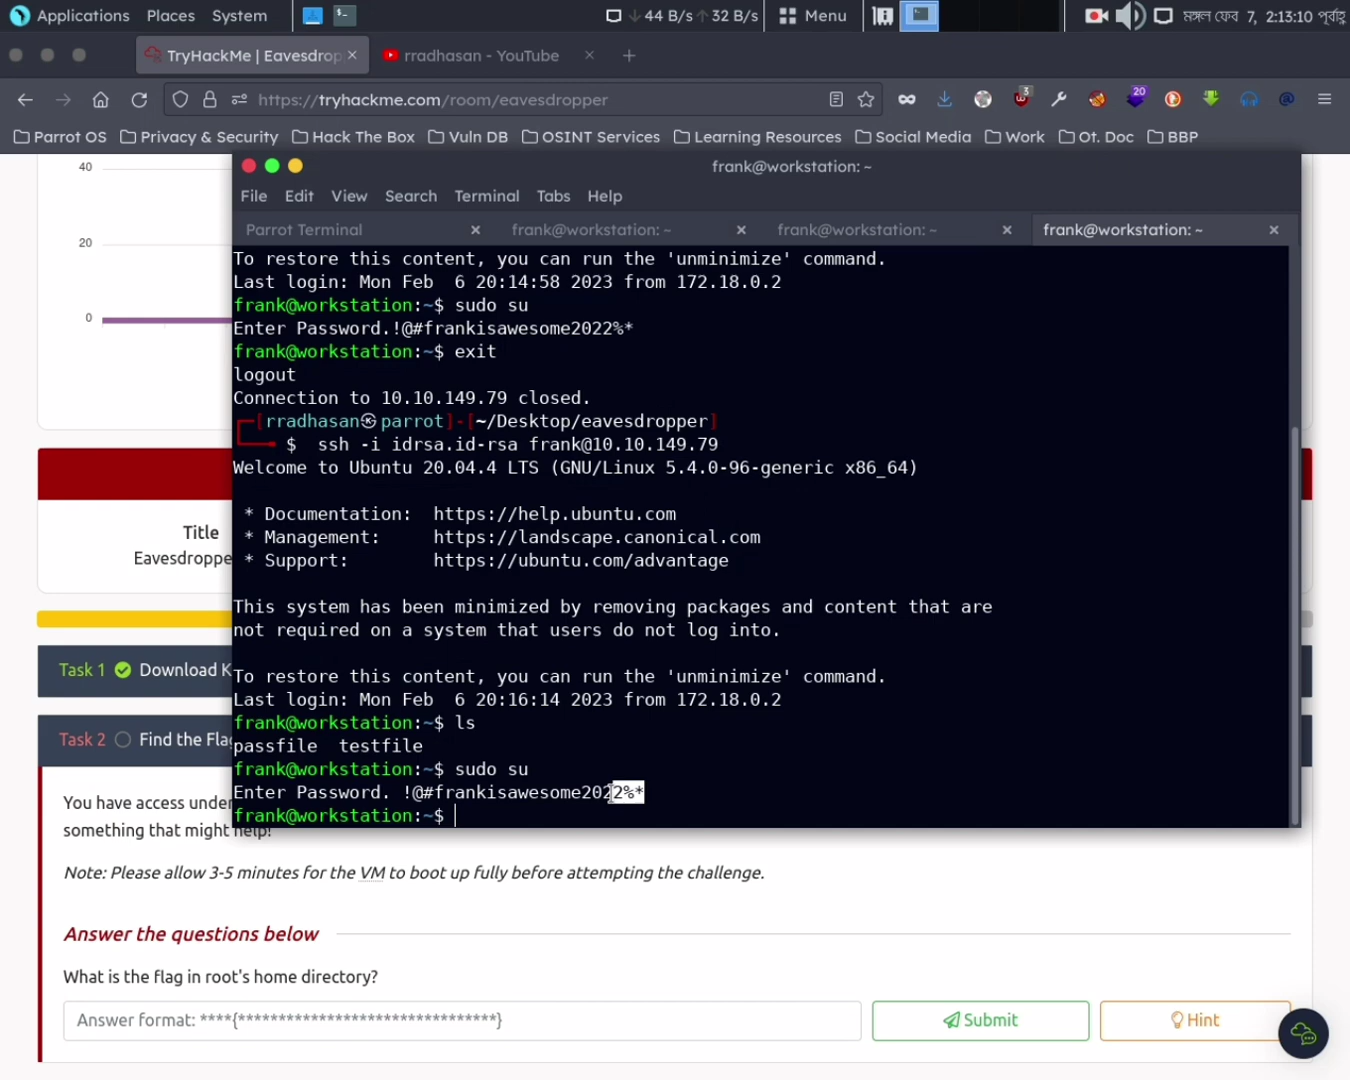 Applications Places System 44 B/s 32 B/s Menu মঙ্গল ফেব 7, 2:13:10 পূর্বাহ্ণ
TryHackMe | Eavesdrop rradhasan - YouTube
https://tryhackme.com/room/eavesdropper 3 20
Parrot OS Privacy & Security Hack The Box Vuln DB OSINT Services Learning Resources Social Media Work Ot. Doc BBP
40
20
0
Title
Eavesdroppe
Task 1 Download K
Task 2 Find the Fla
frank@workstation: ~
File Edit View Search Terminal Tabs Help
Parrot Terminal frank@workstation: ~ frank@workstation: ~ frank@workstation: ~
To restore this content, you can run the 'unminimize' command.
Last login: Mon Feb  6 20:14:58 2023 from 172.18.0.2
frank@workstation:~$ sudo su
Enter Password.!@#frankisawesome2022%*
frank@workstation:~$ exit
logout
Connection to 10.10.149.79 closed.
[rradhasan@parrot]-[~/Desktop/eavesdropper]
$ ssh -i idrsa.id-rsa frank@10.10.149.79
Welcome to Ubuntu 20.04.4 LTS (GNU/Linux 5.4.0-96-generic x86_64)
* Documentation:  https://help.ubuntu.com
* Management:     https://landscape.canonical.com
* Support:        https://ubuntu.com/advantage
This system has been minimized by removing packages and content that are
not required on a system that users do not log into.
To restore this content, you can run the 'unminimize' command.
Last login: Mon Feb  6 20:16:14 2023 from 172.18.0.2
frank@workstation:~$ ls
passfile  testfile
frank@workstation:~$ sudo su
Enter Password. !@#frankisawesome2022%*
frank@workstation:~$
You have access under
something that might help!
Note: Please allow 3-5 minutes for the VM to boot up fully before attempting the challenge.
Answer the questions below
What is the flag in root's home directory?
Answer format: ****{********************************} Submit Hint